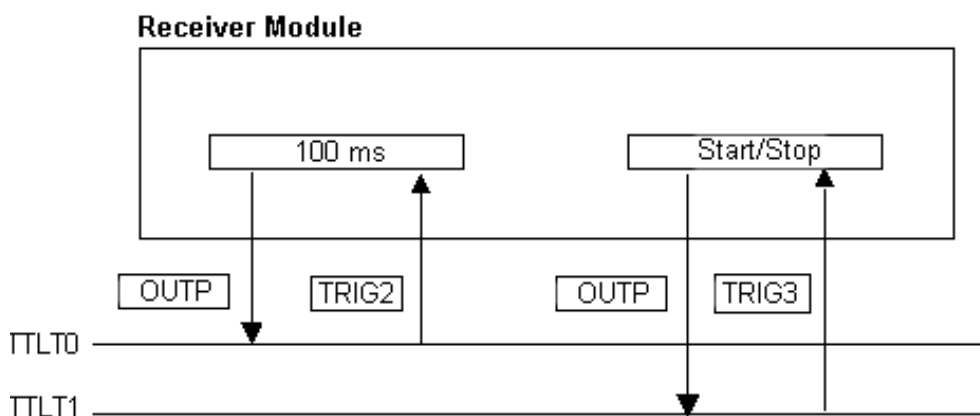 Receiver Module
100 ms
Start/Stop
OUTP
TRIG2
OUTP
TRIG3
TTLT0
TTLT1